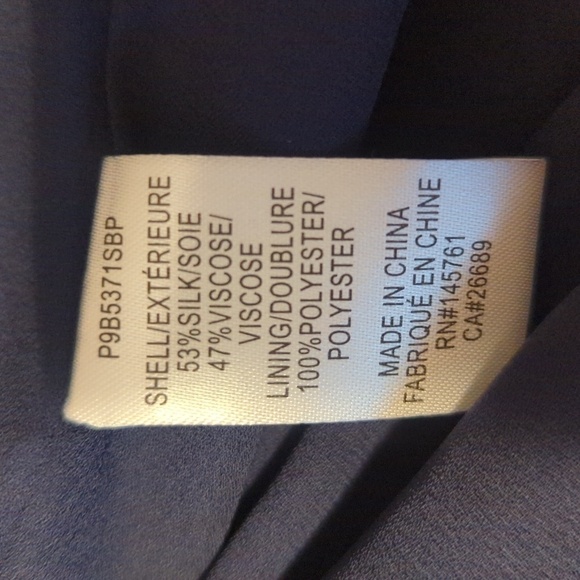 P9B5371SBP
SHELL/EXTÉRIEURE
53%SILK/SOIE
47%VISCOSE/
VISCOSE
LINING/DOUBLURE
100%POLYESTER/
POLYESTER
MADE IN CHINA
FABRIQUÉ EN CHINE
RN#145761
CA#26689